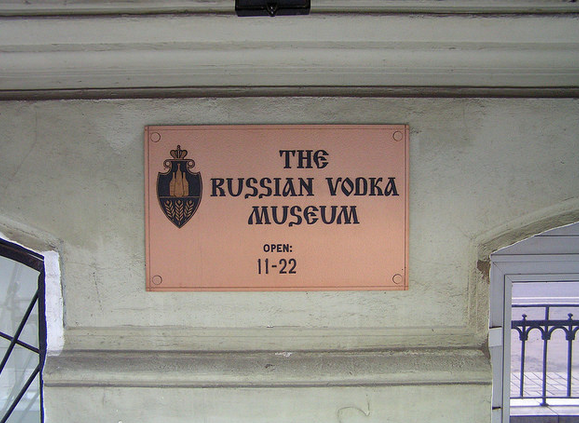 THE
RUSSIAN VODKA
MUSEUM
OPEN:
11-22